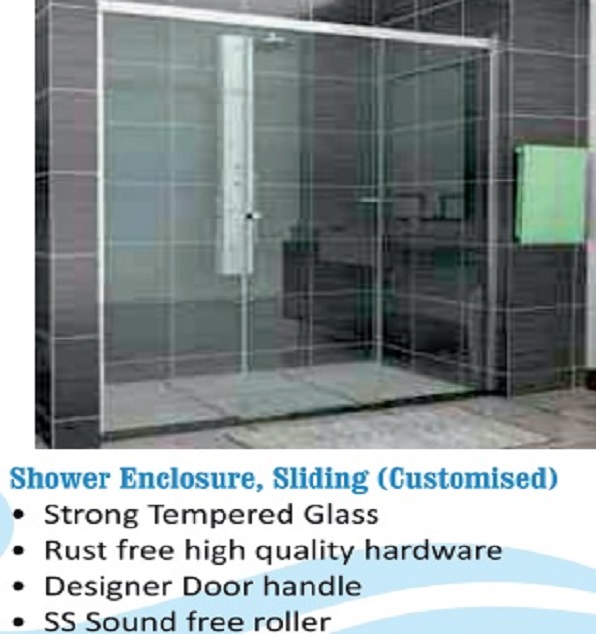 Shower Enclosure, Sliding (Customised)
• Strong Tempered Glass
• Rust free high quality hardware
• Designer Door handle
• SS Sound free roller